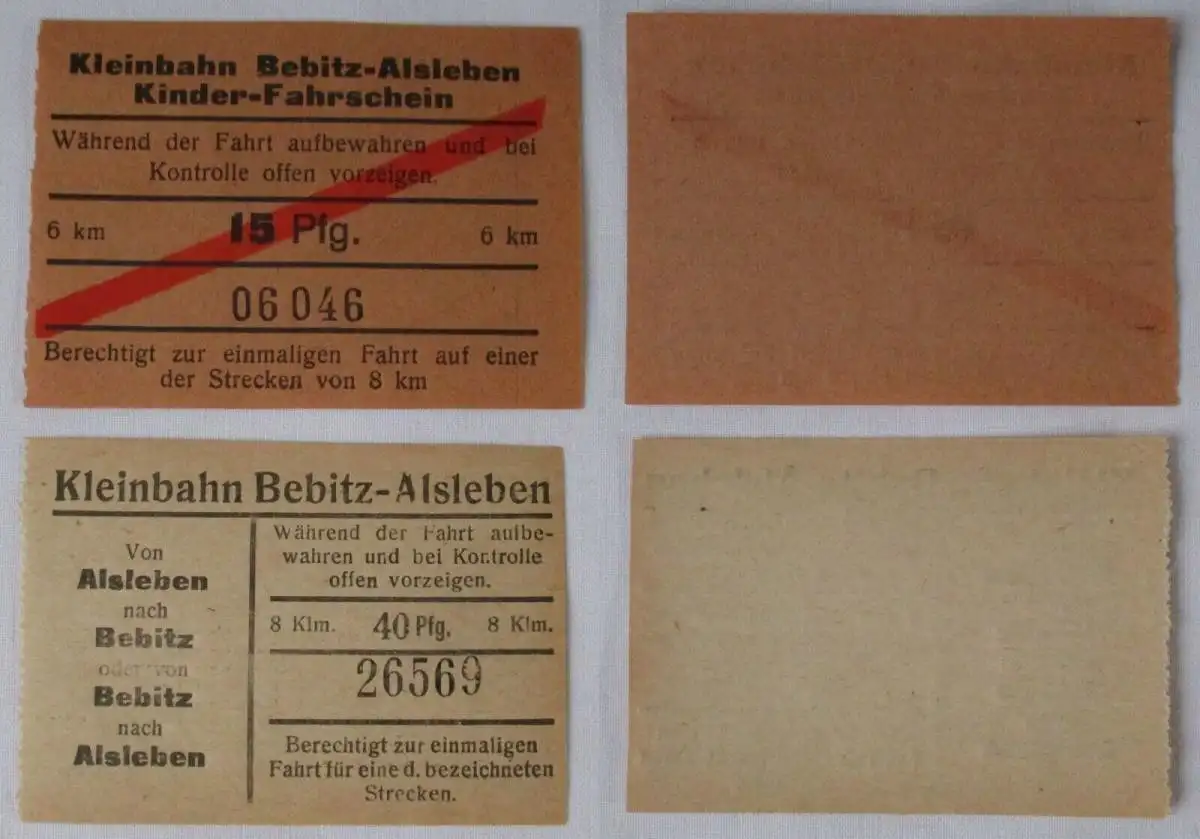 Kleinbahn Bebitz-Alsleben
Kinder-Fahrschein
Während der Fahrt aufbewahren und bei
Kontrolle offen vorzeigen.
6 km 15 Pfg. 6 km
06046
Berechtigt zur einmaligen Fahrt auf einer
der Strecken von 8 km
Kleinbahn Bebitz-Alsleben
Von
Alsleben
nach
Bebitz
oder von
Bebitz
nach
Alsleben
Während der Fahrt aufbe-
wahren und bei Kontrolle
offen vorzeigen.
8 Klm. 40 Pfg. 8 Klm.
26569
Berechtigt zur einmaligen
Fahrt für eine d. bezeichneten
Strecken.